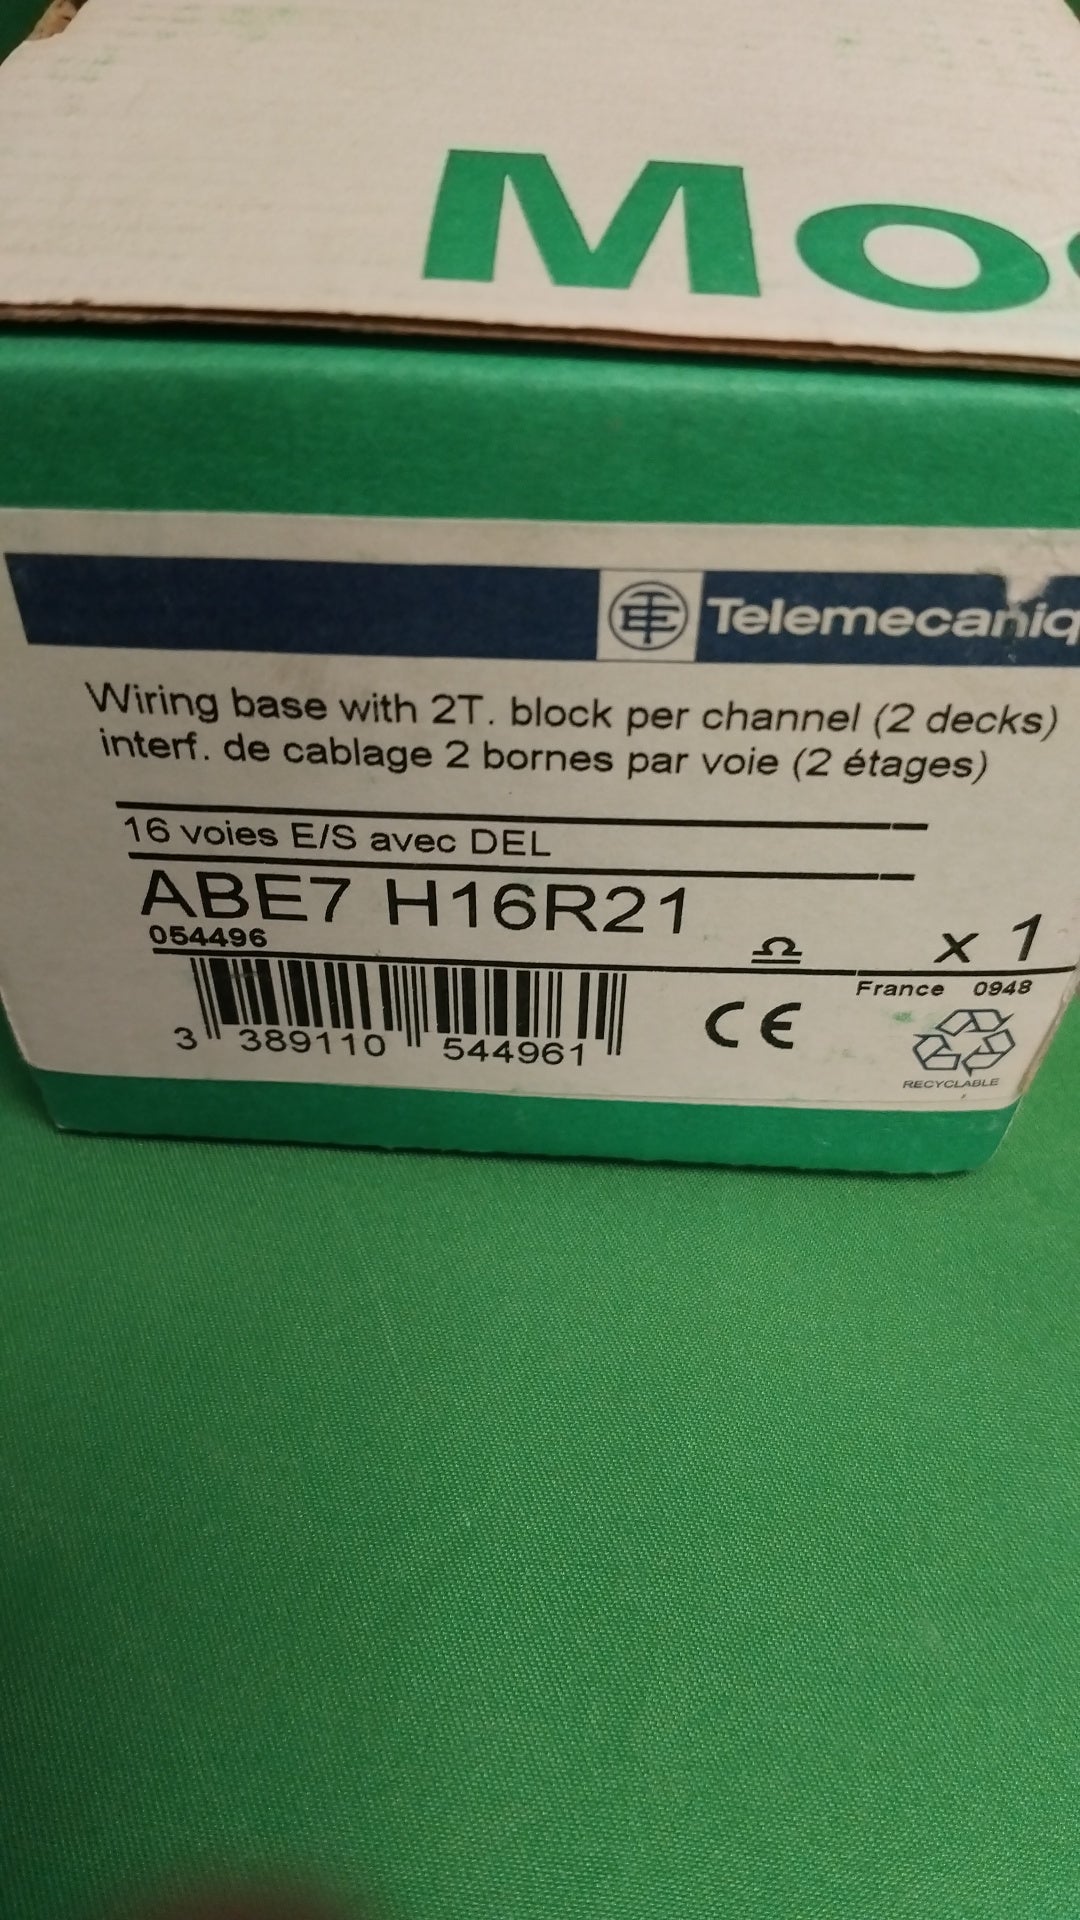 Mo
Telemecaniq
Wiring base with 2T. block per channel (2 decks)
interf. de cablage 2 bornes par voie (2 étages)
16 voies E/S avec DEL
ABE7 H16R21
054496
x 1
France 0948
3 389110 544961
CE
RECYCLABLE